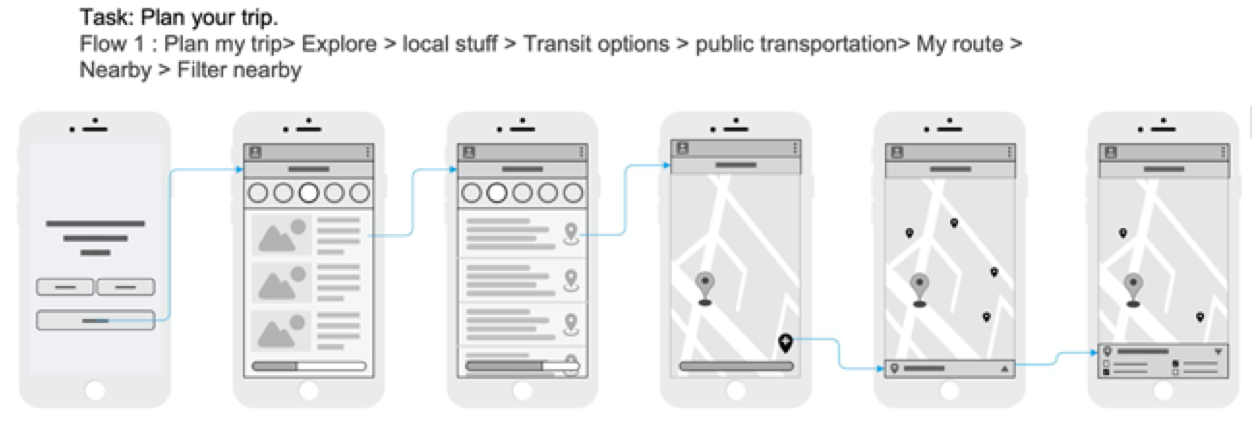 Task: Plan your trip.
Flow 1 : Plan my trip> Explore > local stuff > Transit options > public transportation> My route >
Nearby > Filter nearby